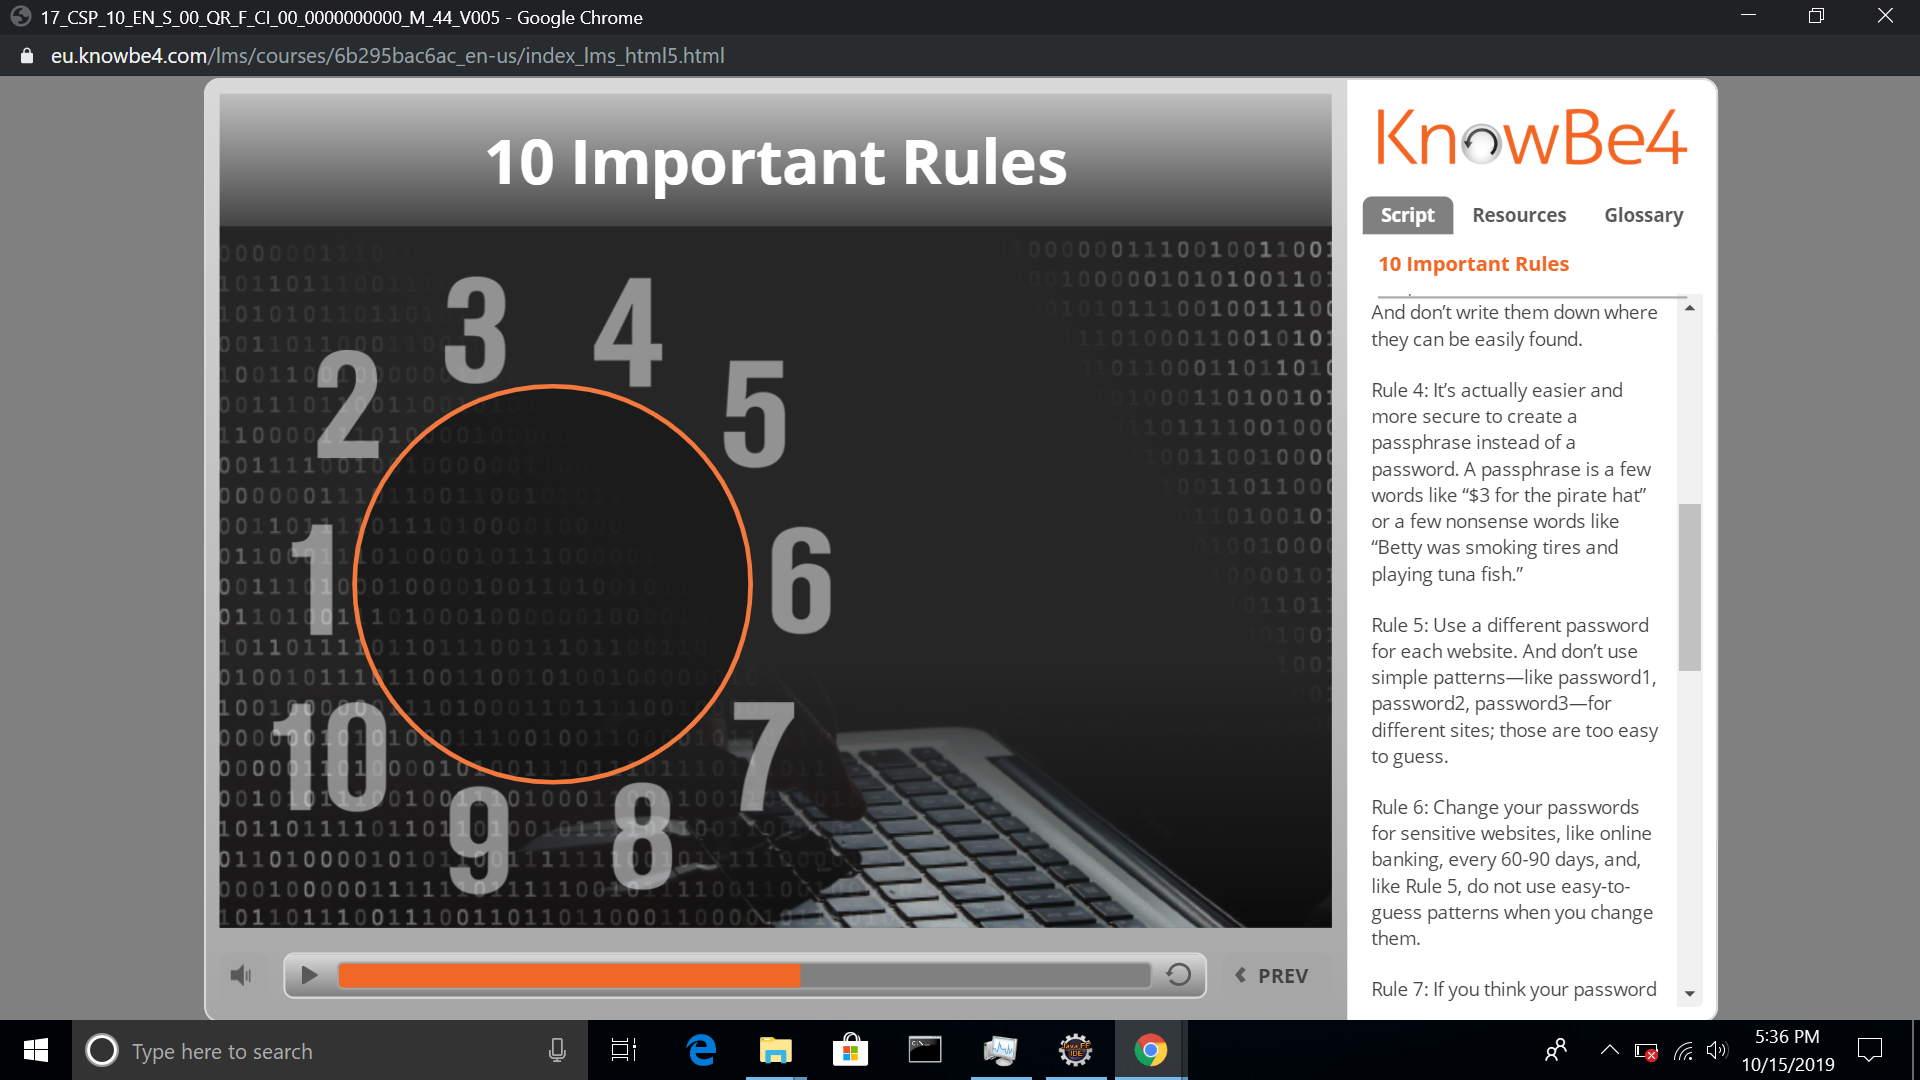 17_CSP_10_EN_S_00_QR_F_CI_00_0000000000_M_44_V005 - Google Chrome
eu.knowbe4.com/lms/courses/6b295bac6ac_en-us/index_lms_html5.html
10 Important Rules
1
2
3
4
5
6
7
8
9
10
PREV
KnowBe4
Script Resources Glossary
10 Important Rules
And don’t write them down where
they can be easily found.
Rule 4: It’s actually easier and
more secure to create a
passphrase instead of a
password. A passphrase is a few
words like “$3 for the pirate hat”
or a few nonsense words like
“Betty was smoking tires and
playing tuna fish.”
Rule 5: Use a different password
for each website. And don’t use
simple patterns—like password1,
password2, password3—for
different sites; those are too easy
to guess.
Rule 6: Change your passwords
for sensitive websites, like online
banking, every 60-90 days, and,
like Rule 5, do not use easy-to-
guess patterns when you change
them.
Rule 7: If you think your password
Type here to search
Java EE
IDE
5:36 PM
10/15/2019